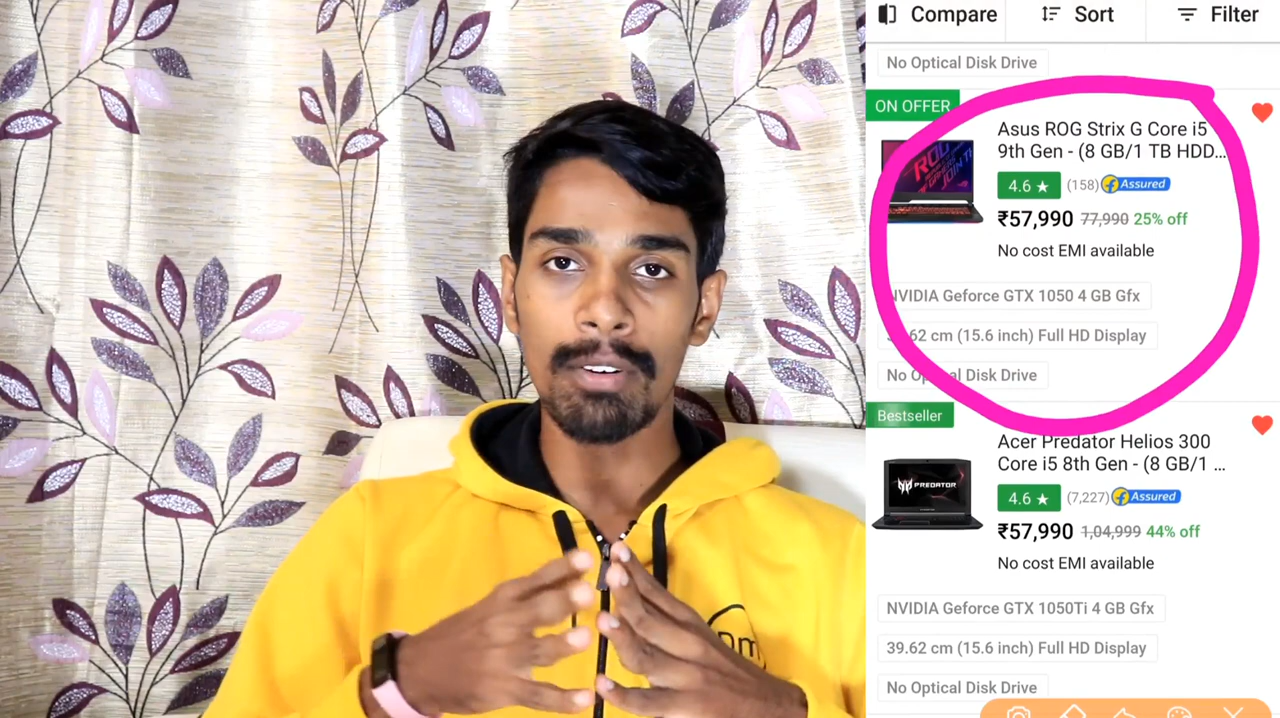 Compare
Sort
Filter
No Optical Disk Drive
ON OFFER
Asus ROG Strix G Core i5
9th Gen - (8 GB/1 TB HDD...
4.6 ★ (158) Assured
₹57,990 77,990 25% off
No cost EMI available
NVIDIA Geforce GTX 1050 4 GB Gfx
62 cm (15.6 inch) Full HD Display
No Optical Disk Drive
Bestseller
Acer Predator Helios 300
Core i5 8th Gen - (8 GB/1 ...
PREDATOR
4.6 ★ (7,227) Assured
₹57,990 1,04,999 44% off
No cost EMI available
NVIDIA Geforce GTX 1050Ti 4 GB Gfx
39.62 cm (15.6 inch) Full HD Display
No Optical Disk Drive
ROG
JOIN